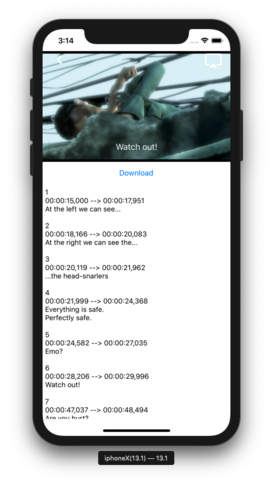 3:14
Watch out!
Download
1
00:00:15,000 --> 00:00:17,951
At the left we can see...
2
00:00:18,166 --> 00:00:20,083
At the right we can see the...
3
00:00:20,119 --> 00:00:21,962
...the head-snarlers
4
00:00:21,999 --> 00:00:24,368
Everything is safe.
Perfectly safe.
5
00:00:24,582 --> 00:00:27,035
Emo?
6
00:00:28,206 --> 00:00:29,996
Watch out!
7
00:00:47,037 --> 00:00:48,494
Are you hurt?
iphoneX(13.1) — 13.1